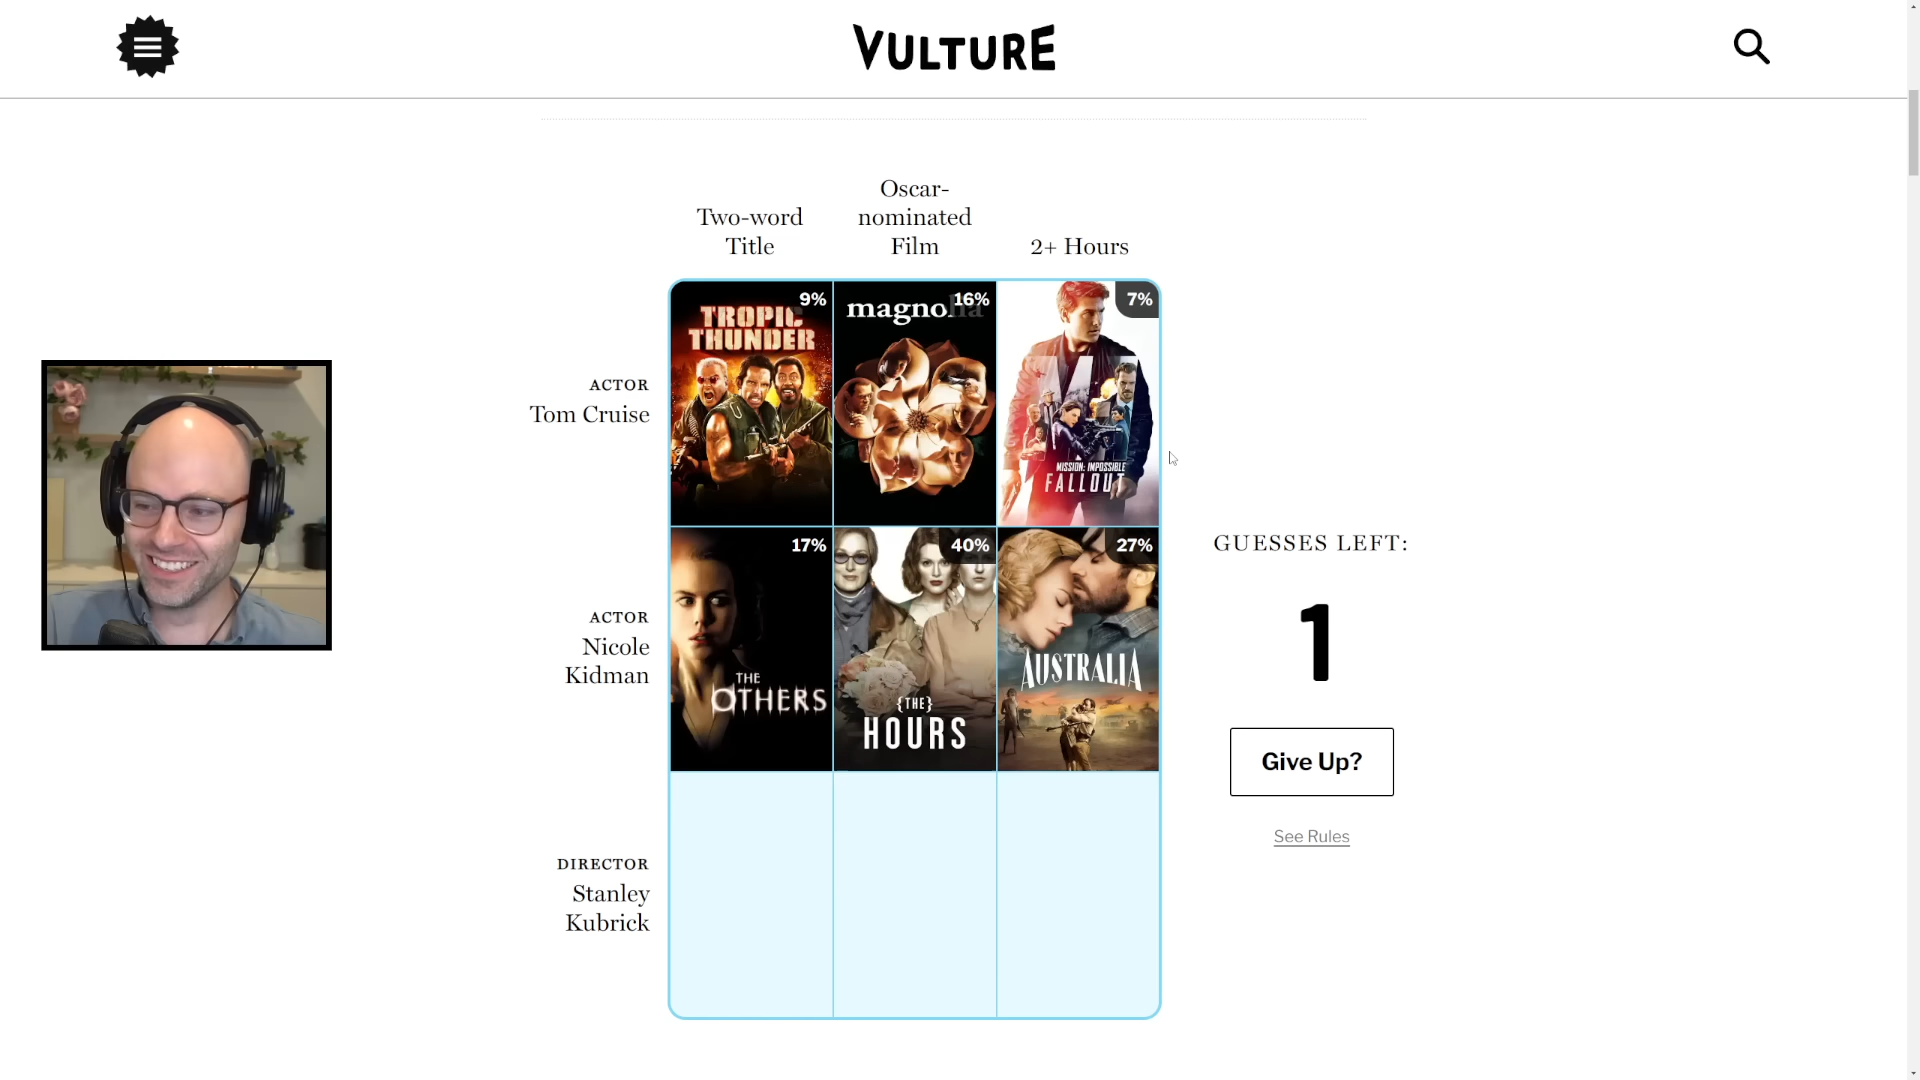 VULTURE
Two-word
Title
Oscar-
nominated
Film
2+ Hours
ACTOR
Tom Cruise
9%
TROPIC
THUNDER
16%
magnolia
7%
MISSION: IMPOSSIBLE
FALLOUT
ACTOR
Nicole
Kidman
17%
THE
OTHERS
40%
{THE}
HOURS
27%
AUSTRALIA
GUESSES LEFT:
1
Give Up?
See Rules
DIRECTOR
Stanley
Kubrick